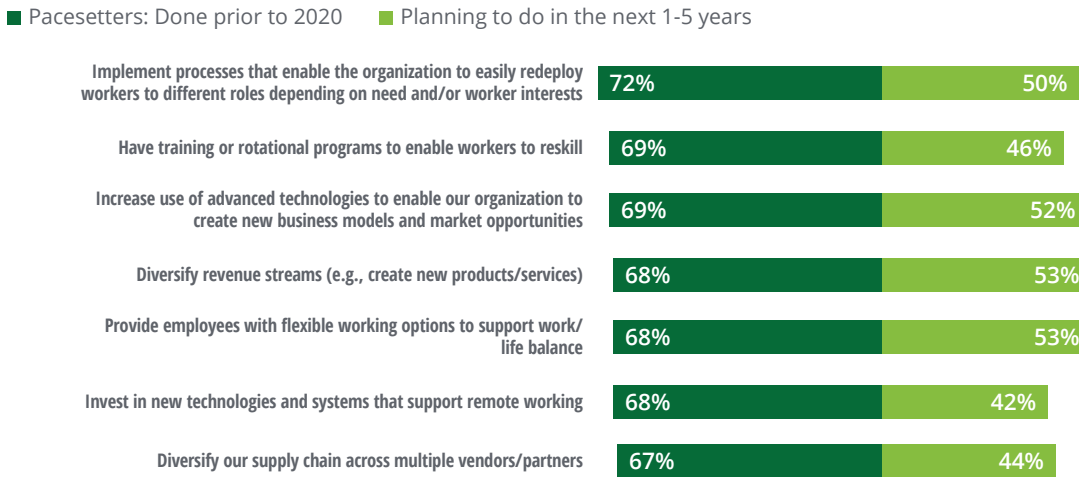 Pacesetters: Done prior to 2020 Planning to do in the next 1-5 years
Implement processes that enable the organization to easily redeploy
workers to different roles depending on need and/or worker interests
72% 50%
Have training or rotational programs to enable workers to reskill
69% 46%
Increase use of advanced technologies to enable our organization to
create new business models and market opportunities
69% 52%
Diversify revenue streams (e.g., create new products/services)
68% 53%
Provide employees with flexible working options to support work/
life balance
68% 53%
Invest in new technologies and systems that support remote working
68% 42%
Diversify our supply chain across multiple vendors/partners
67% 44%